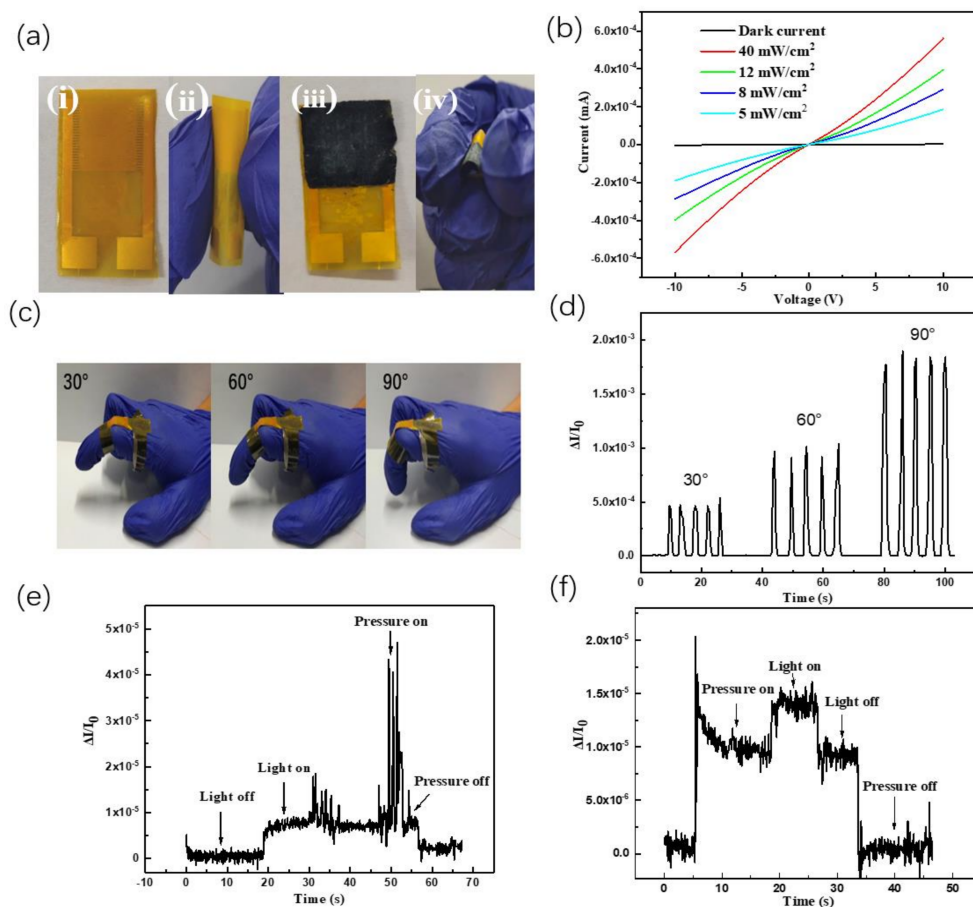 (a)
(i)
(ii)
(iii)
(iv)
(b)
Dark current
40 mW/cm²
12 mW/cm²
8 mW/cm²
5 mW/cm²
Current (mA)
6.0x10⁻⁴
4.0x10⁻⁴
2.0x10⁻⁴
0.0
-2.0x10⁻⁴
-4.0x10⁻⁴
-6.0x10⁻⁴
-10 -5 0 5 10
Voltage (V)
(c)
30°
60°
90°
(d)
ΔI/I₀
2.0x10⁻³
1.5x10⁻³
1.0x10⁻³
5.0x10⁻⁴
0.0
30°
60°
90°
0 20 40 60 80 100
Time (s)
(e)
ΔI/I₀
5x10⁻⁵
4x10⁻⁵
3x10⁻⁵
2x10⁻⁵
1x10⁻⁵
0
Light off
Light on
Pressure on
Pressure off
-10 0 10 20 30 40 50 60 70
Time (s)
(f)
ΔI/I₀
2.0x10⁻⁵
1.5x10⁻⁵
1.0x10⁻⁵
5.0x10⁻⁶
0.0
Pressure on
Light on
Light off
Pressure off
0 10 20 30 40 50
Time (s)